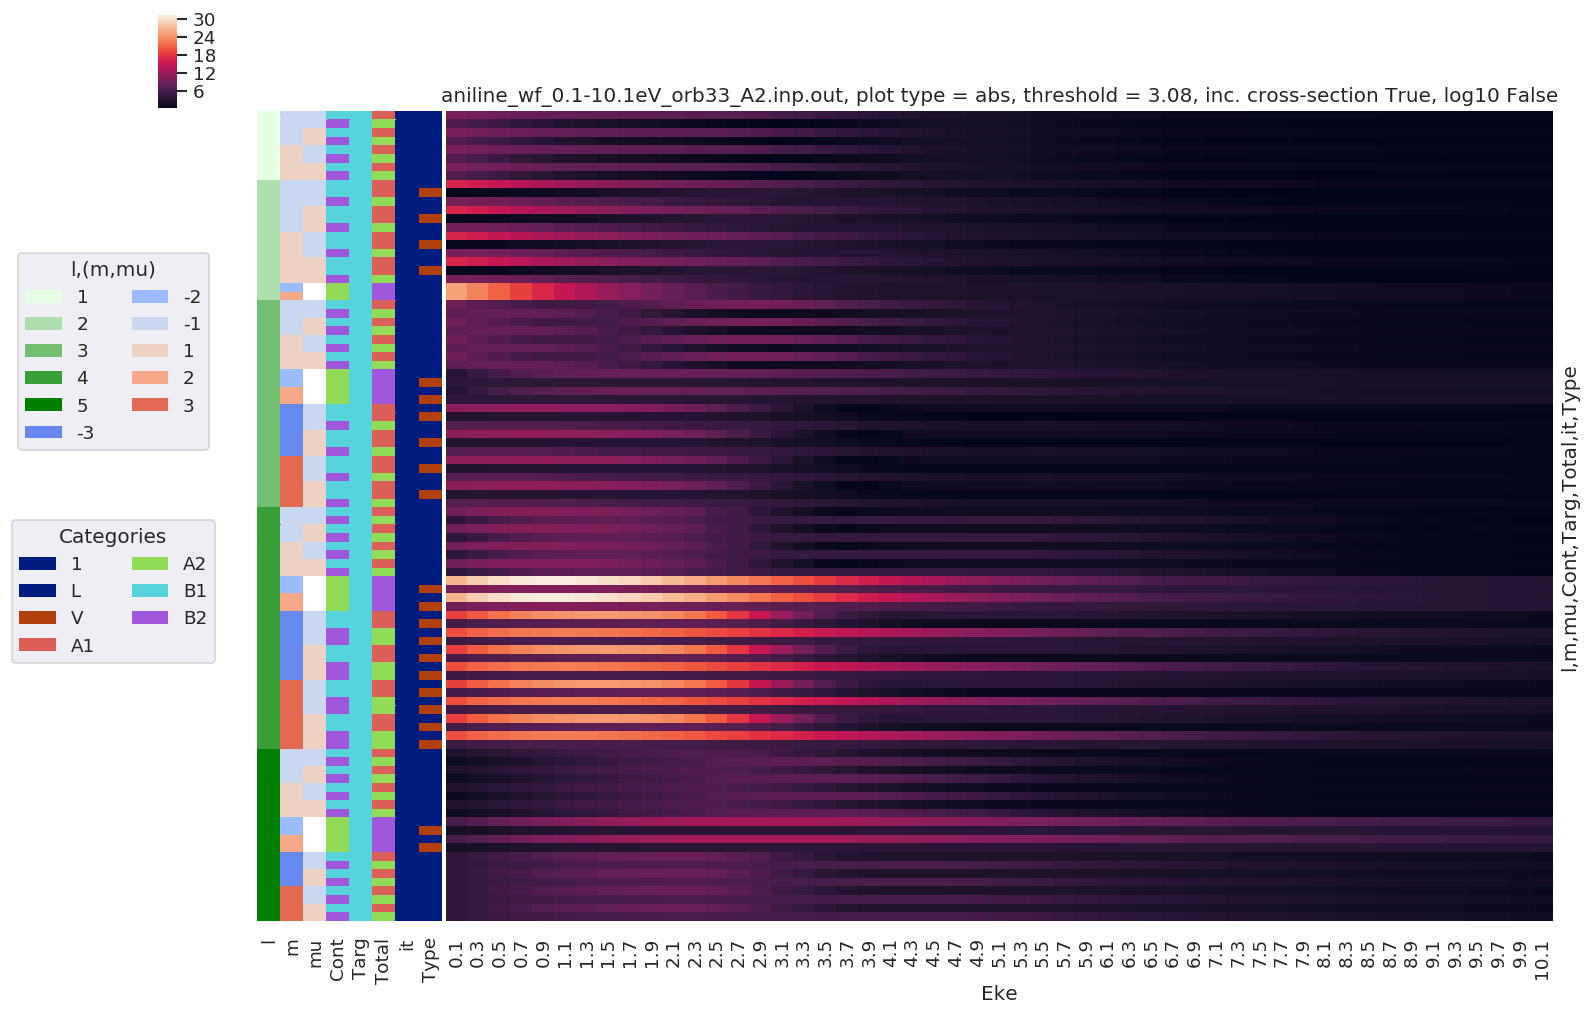 30
24
18
12
6
aniline_wf_0.1-10.1eV_orb33_A2.inp.out, plot type = abs, threshold = 3.08, inc. cross-section True, log10 False
l,(m,mu)
1 -2
2 -1
3 1
4 2
5 3
-3
Categories
1 A2
L B1
V B2
A1
l,m,mu,Cont,Targ,Total,it,Type
l m mu Cont Targ Total it Type
0.1 0.3 0.5 0.7 0.9 1.1 1.3 1.5 1.7 1.9 2.1 2.3 2.5 2.7 2.9 3.1 3.3 3.5 3.7 3.9 4.1 4.3 4.5 4.7 4.9 5.1 5.3 5.5 5.7 5.9 6.1 6.3 6.5 6.7 6.9 7.1 7.3 7.5 7.7 7.9 8.1 8.3 8.5 8.7 8.9 9.1 9.3 9.5 9.7 9.9 10.1
Eke